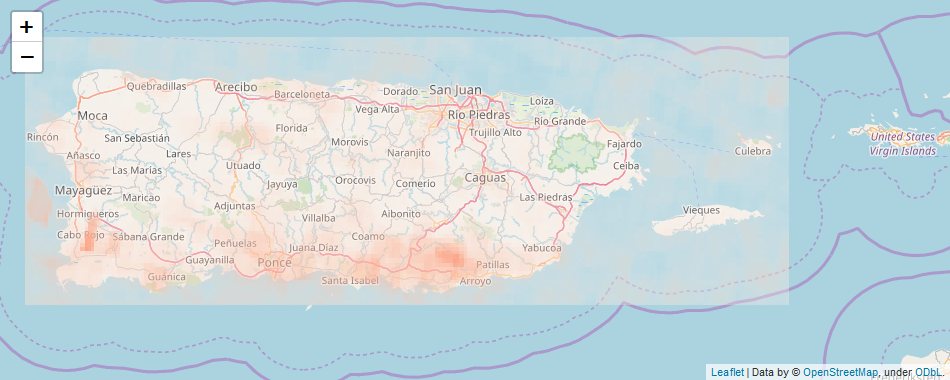 +
−
Quebradillas
Arecibo
Barceloneta
Dorado
San Juan
Loíza
Vega Alta
Río Piedras
Río Grande
Moca
Rincón
San Sebastián
Florida
Morovis
Trujillo Alto
Fajardo
United States
Virgin Islands
Culebra
Añasco
Lares
Naranjito
Utuado
Ceiba
Las Marías
Mayagüez
Jayuya
Orocovis
Comerio
Caguas
Maricao
Las Piedras
Hormigueros
Adjuntas
Villalba
Aibonito
Vieques
Cabo Rojo
Sábana Grande
Peñuelas
Juana Díaz
Coamo
Yabucoa
Guayanilla
Ponce
Patillas
Guánica
Santa Isabel
Arroyo
Leaflet | Data by © OpenStreetMap, under ODbL.